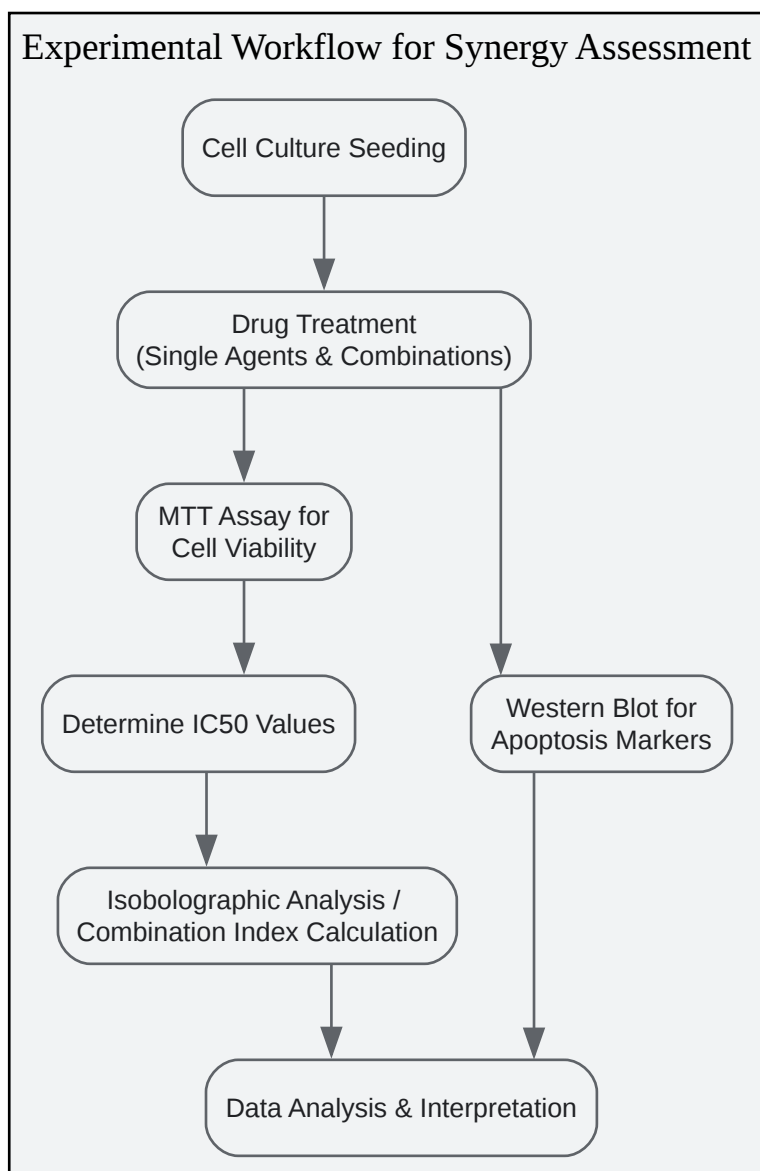 Experimental Workflow for Synergy Assessment
Cell Culture Seeding
Drug Treatment
(Single Agents & Combinations)
MTT Assay for
Cell Viability
Determine IC50 Values
Western Blot for
Apoptosis Markers
Isobolographic Analysis /
Combination Index Calculation
Data Analysis & Interpretation